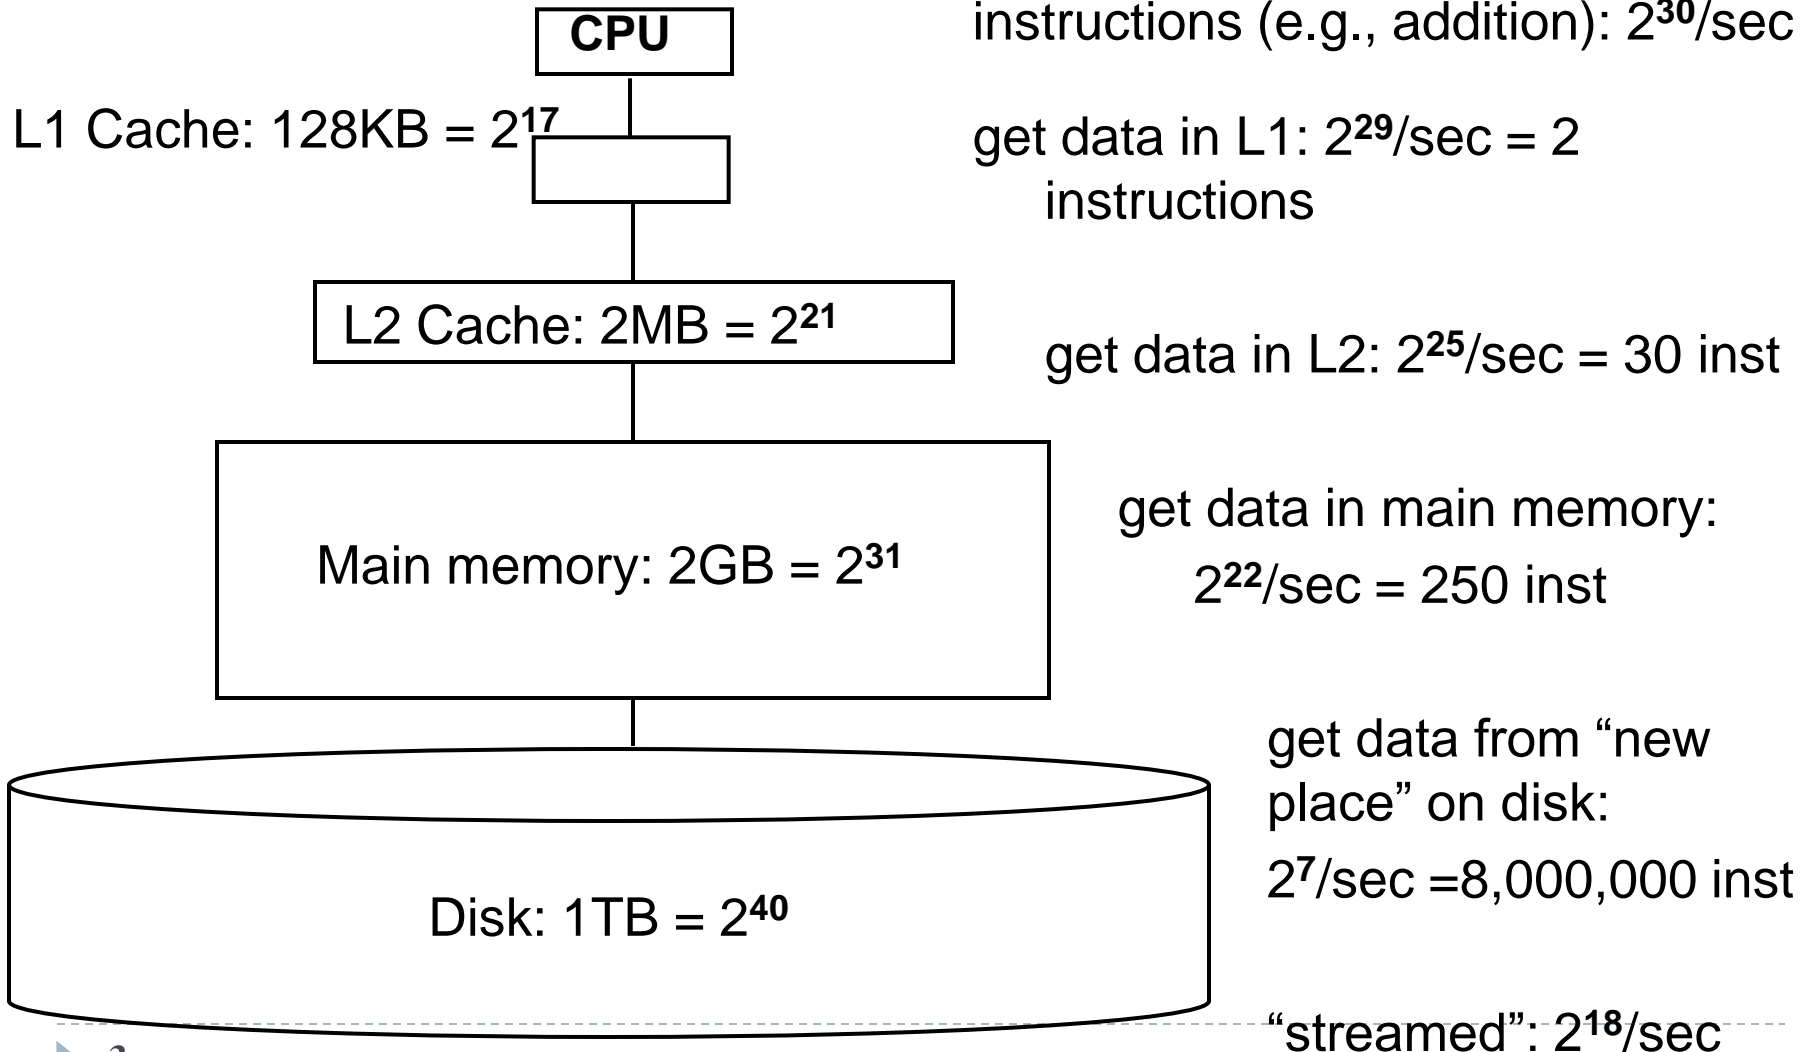 CPU
instructions (e.g., addition): 2³⁰/sec
L1 Cache: 128KB = 2¹⁷
get data in L1: 2²⁹/sec = 2
instructions
L2 Cache: 2MB = 2²¹
get data in L2: 2²⁵/sec = 30 inst
Main memory: 2GB = 2³¹
get data in main memory:
2²²/sec = 250 inst
Disk: 1TB = 2⁴⁰
get data from “new
place” on disk:
2⁷/sec =8,000,000 inst
“streamed”: 2¹⁸/sec